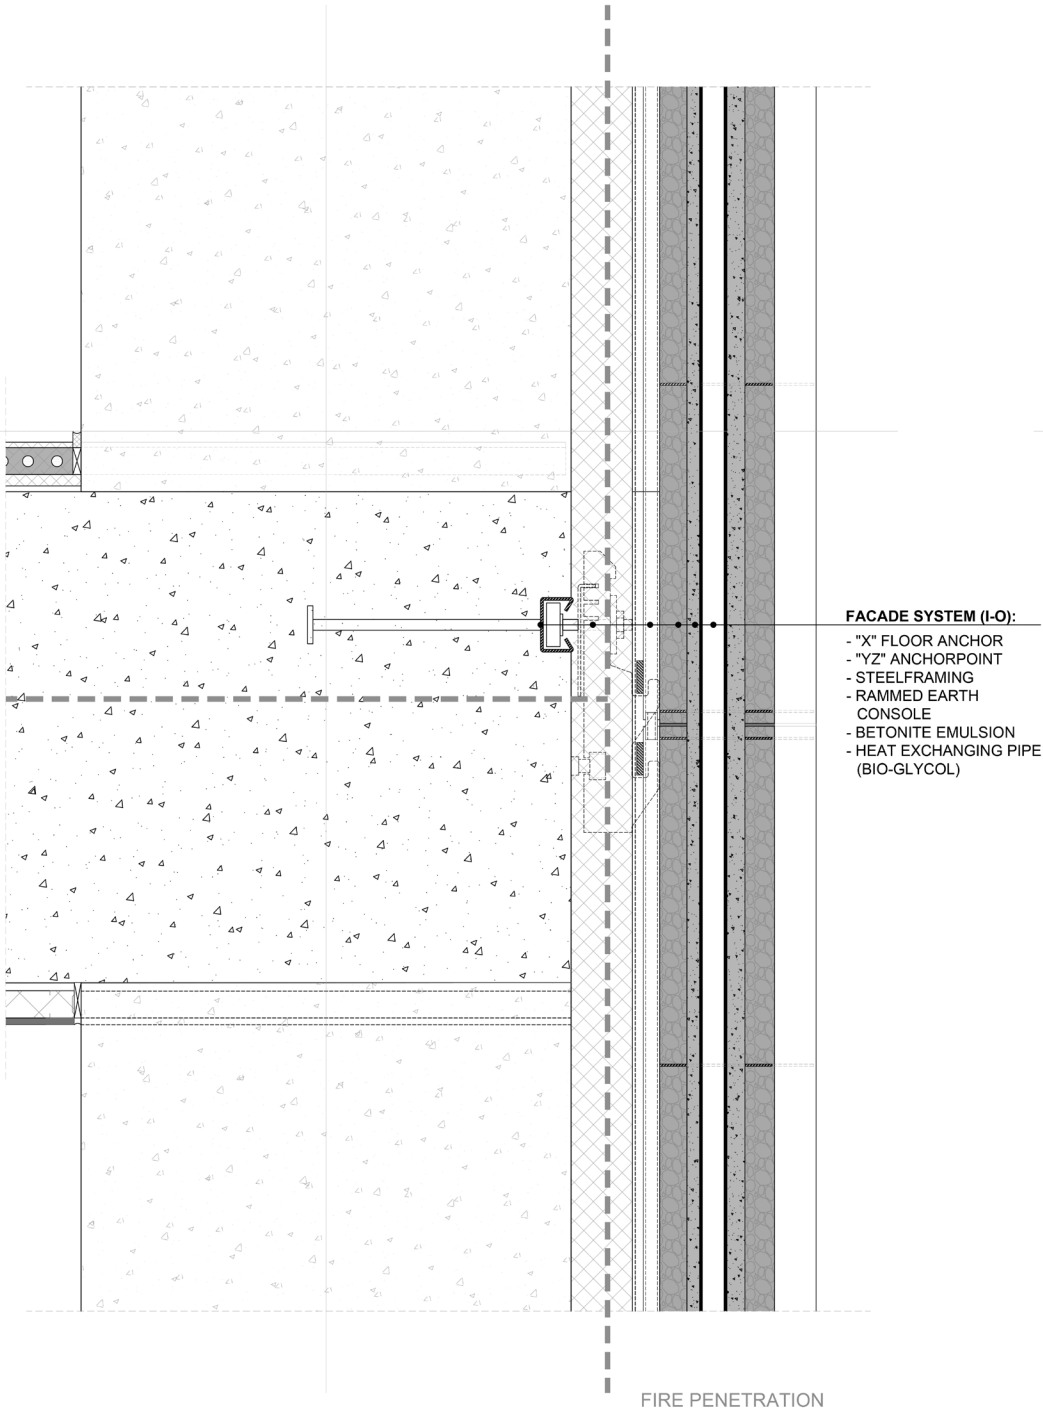 FACADE SYSTEM (I-O):
- "X" FLOOR ANCHOR
- "YZ" ANCHORPOINT
- STEELFRAMING
- RAMMED EARTH
CONSOLE
- BETONITE EMULSION
- HEAT EXCHANGING PIPE
(BIO-GLYCOL)
FIRE PENETRATION